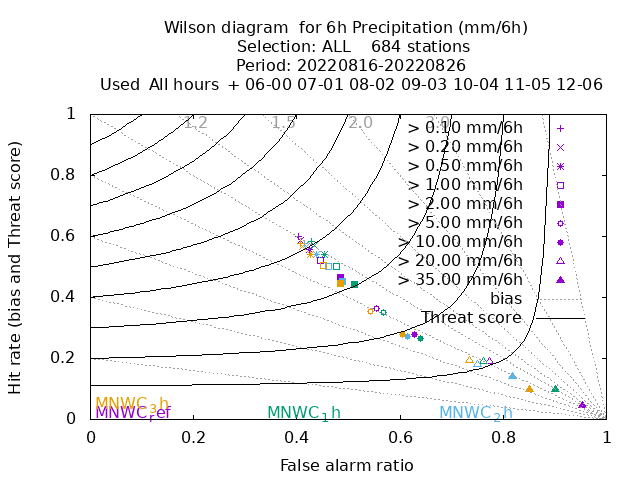 Wilson diagram  for 6h Precipitation (mm/6h)
Selection: ALL    684 stations
Period: 20220816-20220826
Used  All hours  + 06-00 07-01 08-02 09-03 10-04 11-05 12-06
1.2 1.5 2.0 3.0
> 0.10 mm/6h
> 0.20 mm/6h
> 0.50 mm/6h
> 1.00 mm/6h
> 2.00 mm/6h
> 5.00 mm/6h
> 10.00 mm/6h
> 20.00 mm/6h
> 35.00 mm/6h
bias
Threat score
1
0.8
0.6
0.4
0.2
0
Hit rate (bias and Threat score)
MNWC3h
MNWCref MNWC1h MNWC2h
0 0.2 0.4 0.6 0.8 1
False alarm ratio